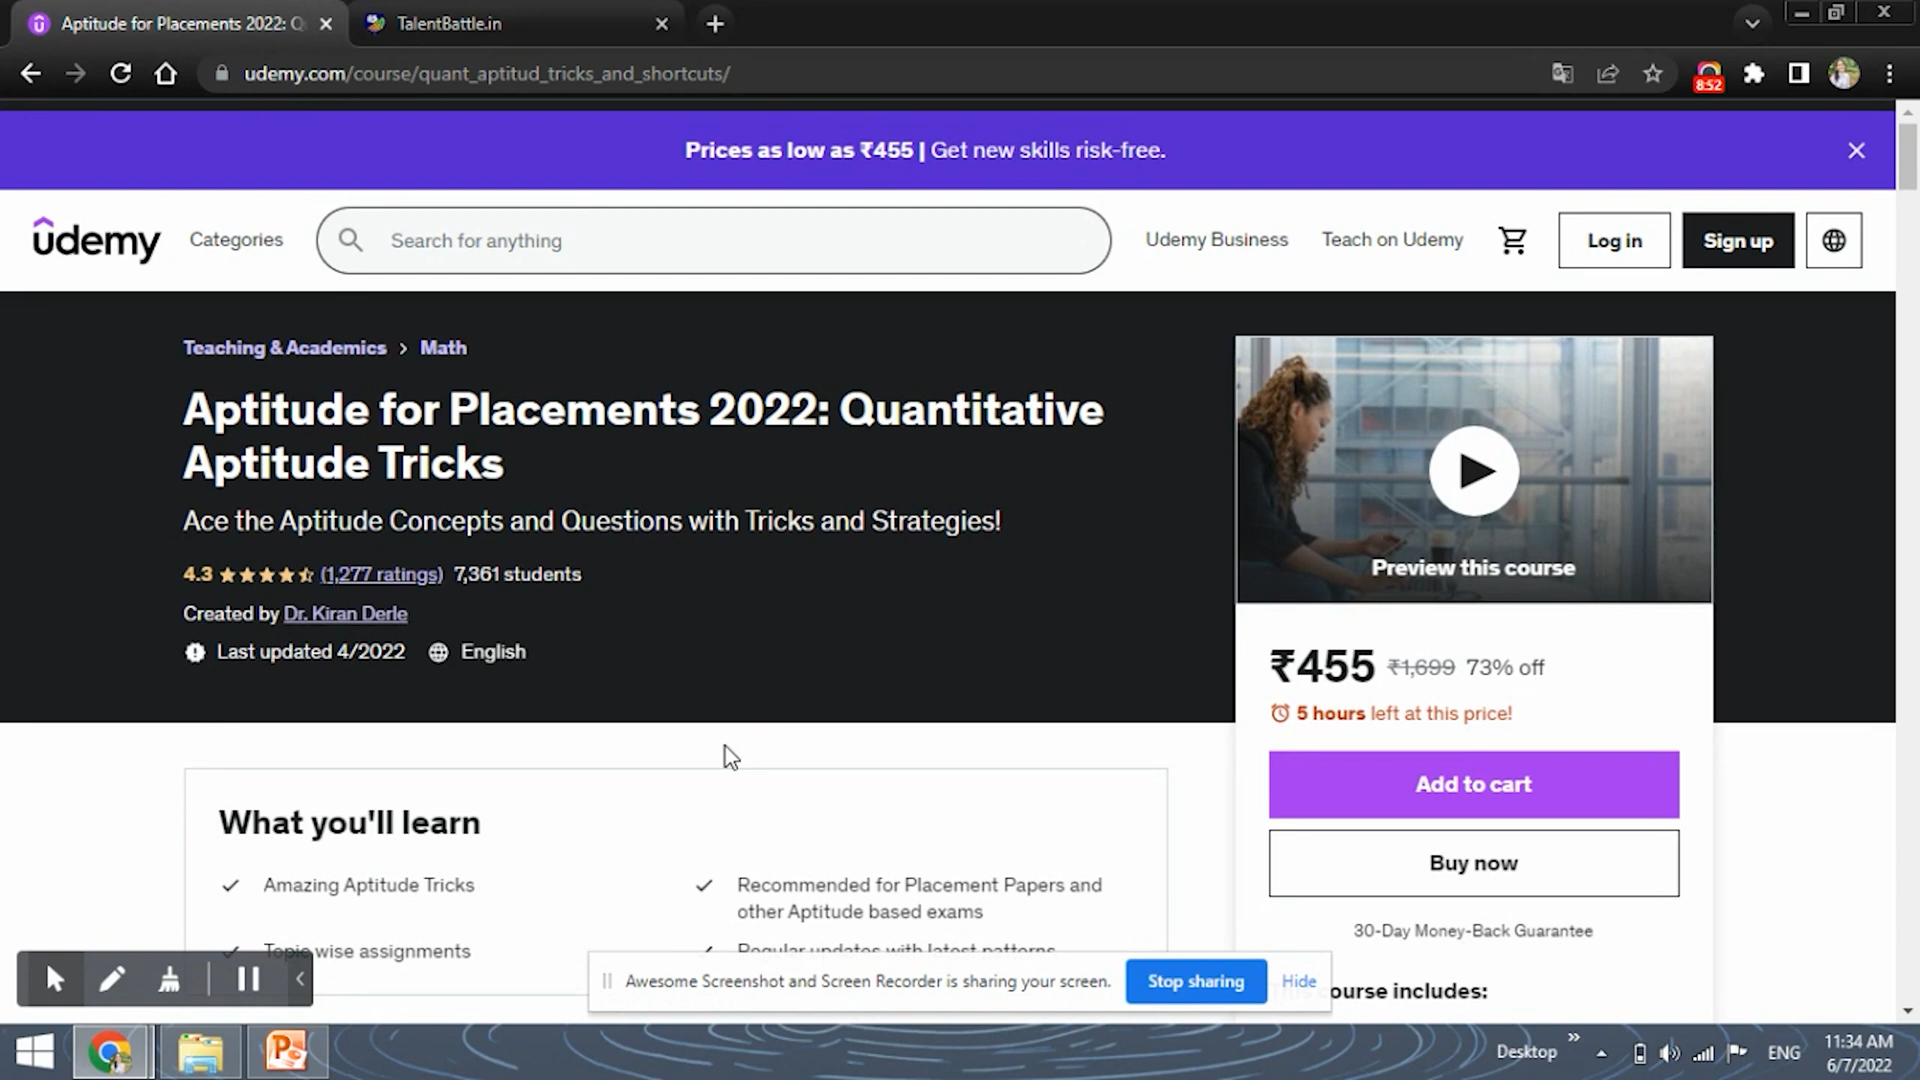 Aptitude for Placements 2022: Q
TalentBattle.in
udemy.com/course/quant_aptitud_tricks_and_shortcuts/
8:52
Prices as low as ₹455 | Get new skills risk-free.
udemy
Categories
Search for anything
Udemy Business
Teach on Udemy
Log in
Sign up
Teaching & Academics > Math
Aptitude for Placements 2022: Quantitative
Aptitude Tricks
Ace the Aptitude Concepts and Questions with Tricks and Strategies!
4.3 (1,277 ratings) 7,361 students
Created by Dr. Kiran Derle
Last updated 4/2022 English
Preview this course
₹455 ₹1,699 73% off
5 hours left at this price!
Add to cart
Buy now
30-Day Money-Back Guarantee
course includes:
What you'll learn
Amazing Aptitude Tricks
Recommended for Placement Papers and
other Aptitude based exams
Topic wise assignments
Regular updates with latest patterns
Awesome Screenshot and Screen Recorder is sharing your screen.
Stop sharing
Hide
Desktop
ENG
11:34 AM
6/7/2022